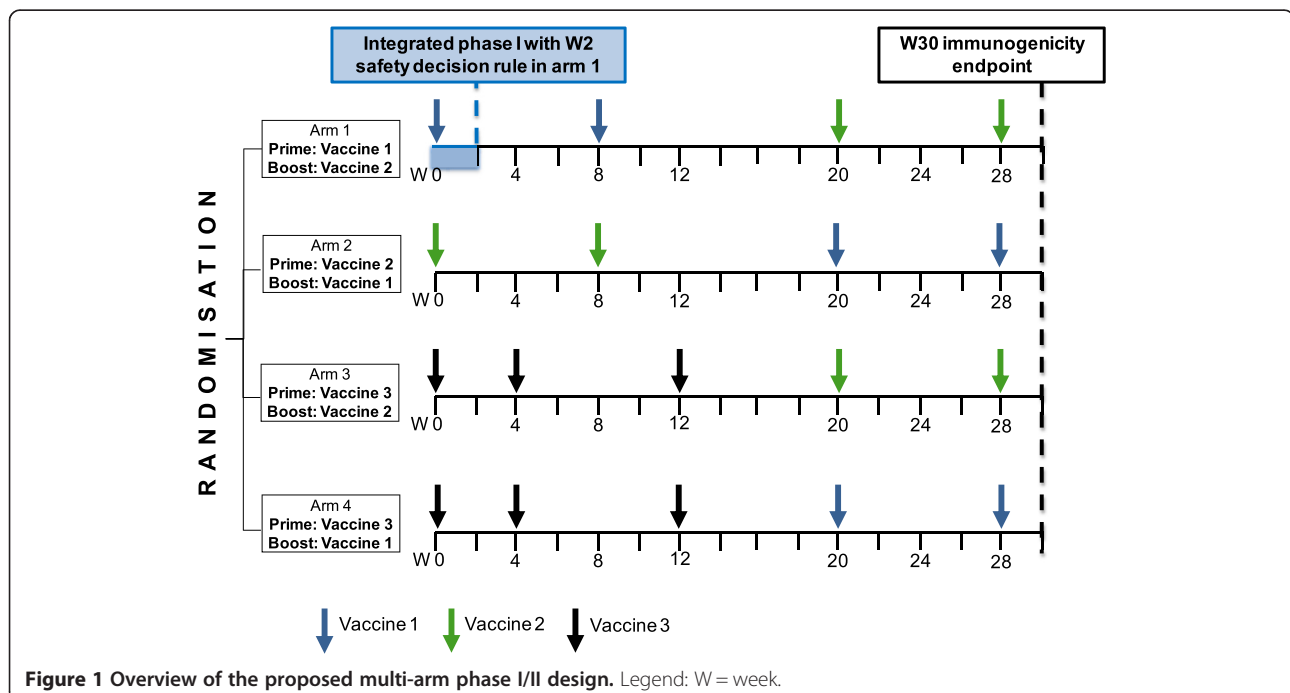 Integrated phase I with W2
safety decision rule in arm 1
W30 immunogenicity
endpoint
RANDOMISATION
Arm 1
Prime: Vaccine 1
Boost: Vaccine 2
W 0 4 8 12 20 24 28
Arm 2
Prime: Vaccine 2
Boost: Vaccine 1
W 0 4 8 12 20 24 28
Arm 3
Prime: Vaccine 3
Boost: Vaccine 2
W 0 4 8 12 20 24 28
Arm 4
Prime: Vaccine 3
Boost: Vaccine 1
W 0 4 8 12 20 24 28
Vaccine 1 Vaccine 2 Vaccine 3
Figure 1 Overview of the proposed multi-arm phase I/II design. Legend: W = week.